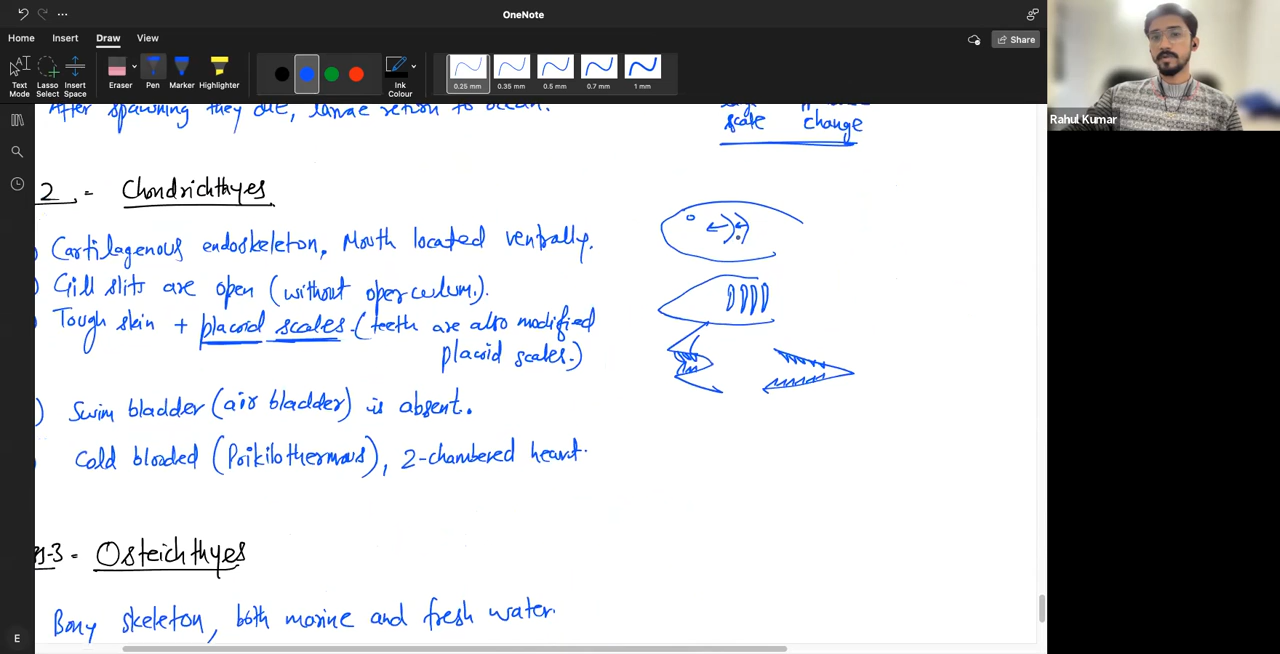 OneNote
Home Insert Draw View
Share
Text Mode
Lasso Select
Insert Space
Eraser
Pen
Marker
Highlighter
Ink Colour
0.25 mm
0.35 mm
0.5 mm
0.7 mm
1 mm
Rahul Kumar
After spawning they die, larvae return to ocean.
scale change
2. = Chondrichthyes
Cartilagenous endoskeleton. Mouth located ventrally.
Gill slits are open (without operculum.).
Tough skin + placoid scales. (teeth are also modified
placoid scales.)
Swim bladder (air bladder) is absent.
Cold blooded (Poikilothermous), 2-chambered heart.
-3 = Osteichthyes
Bony skeleton, both marine and fresh water.
E